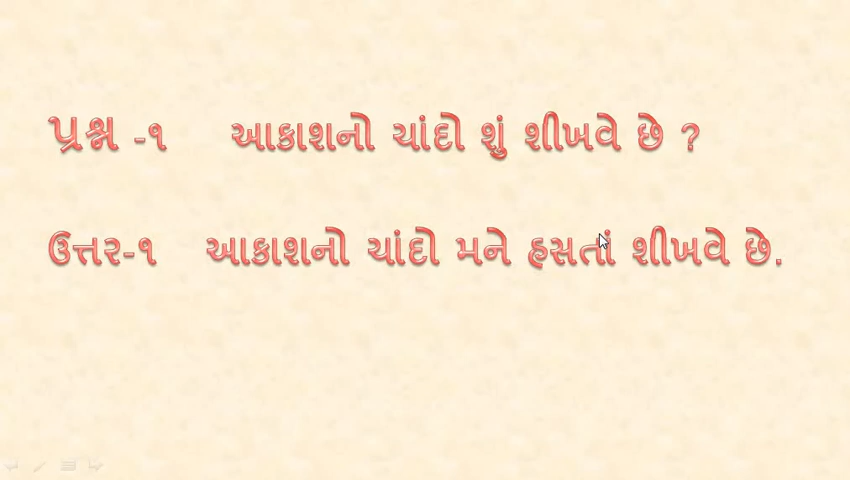 પ્રશ્ન -૧ આકાશનો ચાંદો શું શીખવે છે ?
ઉત્તર-૧ આકાશનો ચાંદો મને હસતાં શીખવે છે.